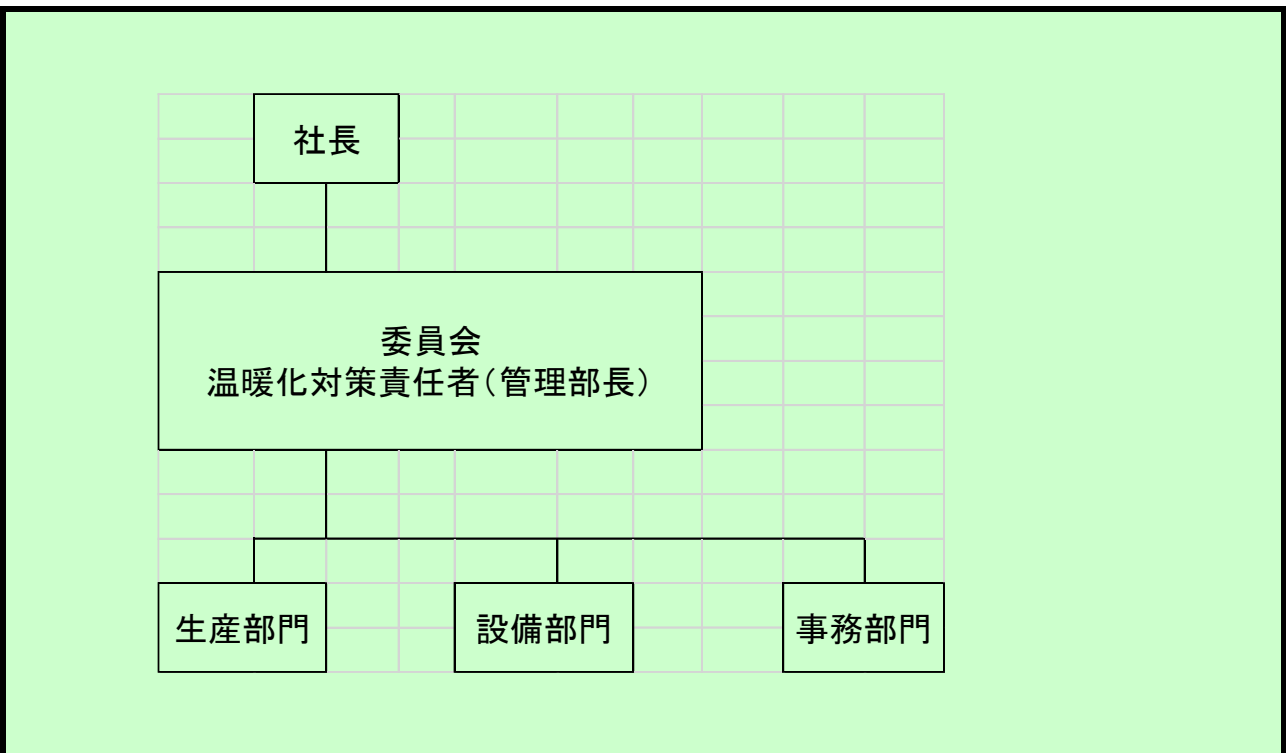 社長
委員会
温暖化対策責任者（管理部長）
生産部門
設備部門
事務部門